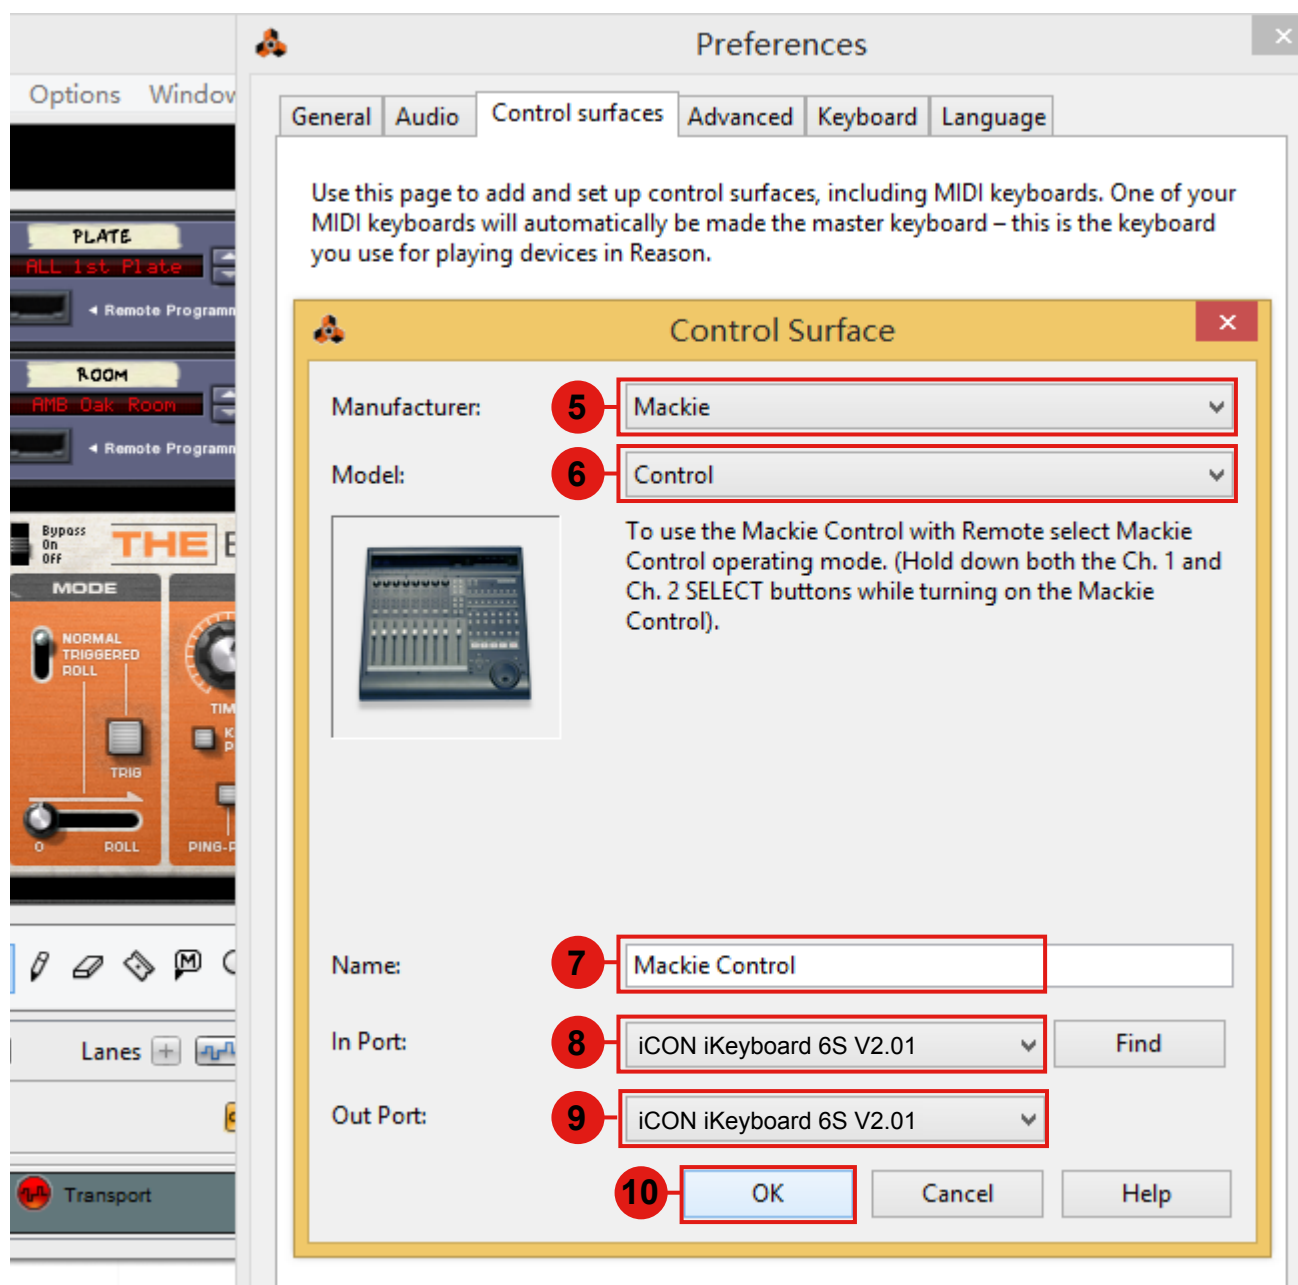 Preferences
Options Window
General Audio Control surfaces Advanced Keyboard Language
Use this page to add and set up control surfaces, including MIDI keyboards. One of your
MIDI keyboards will automatically be made the master keyboard – this is the keyboard
you use for playing devices in Reason.
PLATE
ALL 1st Plate
◄ Remote Programm
ROOM
AMB Oak Room
◄ Remote Programm
Bypass
On
Off
THE E
MODE
NORMAL
TRIGGERED
ROLL
TIM
K
P
TRIG
0 ROLL
PING-P
Lanes
Transport
Control Surface
Manufacturer: 5 Mackie
Model: 6 Control
To use the Mackie Control with Remote select Mackie
Control operating mode. (Hold down both the Ch. 1 and
Ch. 2 SELECT buttons while turning on the Mackie
Control).
Name: 7 Mackie Control
In Port: 8 iCON iKeyboard 6S V2.01 Find
Out Port: 9 iCON iKeyboard 6S V2.01
10 OK Cancel Help